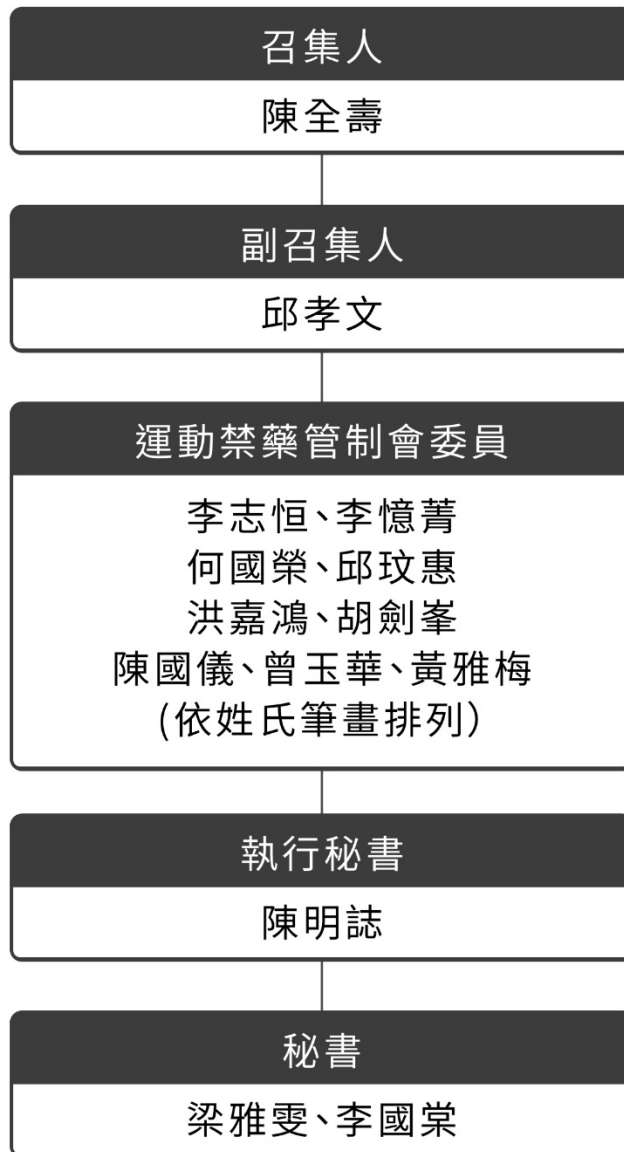 召集人
陳全壽
副召集人
邱孝文
運動禁藥管制會委員
李志恒、李憶菁
何國榮、邱玟惠
洪嘉鴻、胡劍峯
陳國儀、曾玉華、黃雅梅
(依姓氏筆畫排列)
執行秘書
陳明誌
秘書
梁雅雯、李國棠